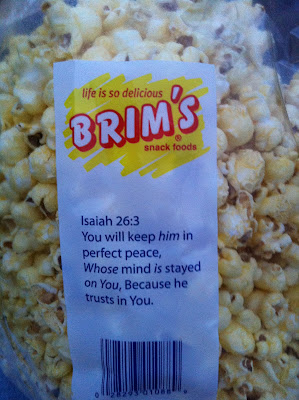 life is so delicious
BRIM'S
®
snack foods
Isaiah 26:3
You will keep him in
perfect peace,
Whose mind is stayed
on You, Because he
trusts in You.